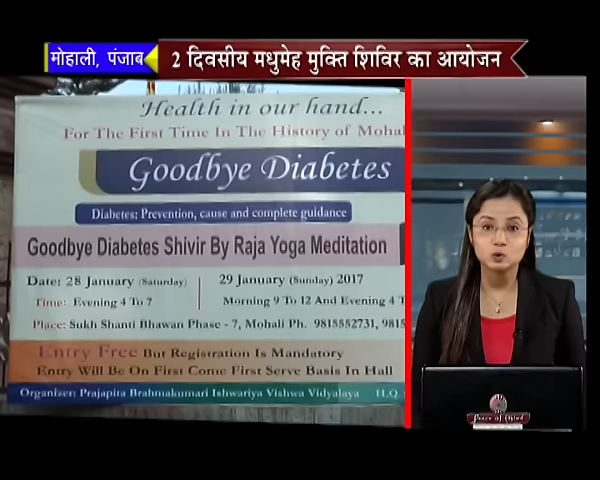 मोहाली, पंजाब
2 दिवसीय मधुमेह मुक्ति शिविर का आयोजन
Health in our hand...
For The First Time In The History of Mohal
Goodbye Diabetes
Diabetes; Prevention, cause and complete guidance
Goodbye Diabetes Shivir By Raja Yoga Meditation
Date: 28 January (Saturday) 29 January (Sunday) 2017
Time: Evening 4 To 7 Morning 9 To 12 And Evening 4 T
Place: Sukh Shanti Bhawan Phase - 7, Mohali Ph. 9815552731, 981
Entry Free But Registration Is Mandatory
Entry Will Be On First Come First Serve Basis In Hall
Organizer: Prajapita Brahmakumari Ishwariya Vishwa Vidyalaya H.Q.
Peace of Mind